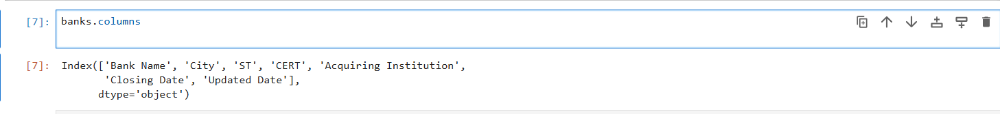 [7]: banks.columns
[7]: Index(['Bank Name', 'City', 'ST', 'CERT', 'Acquiring Institution',
'Closing Date', 'Updated Date'],
dtype='object')